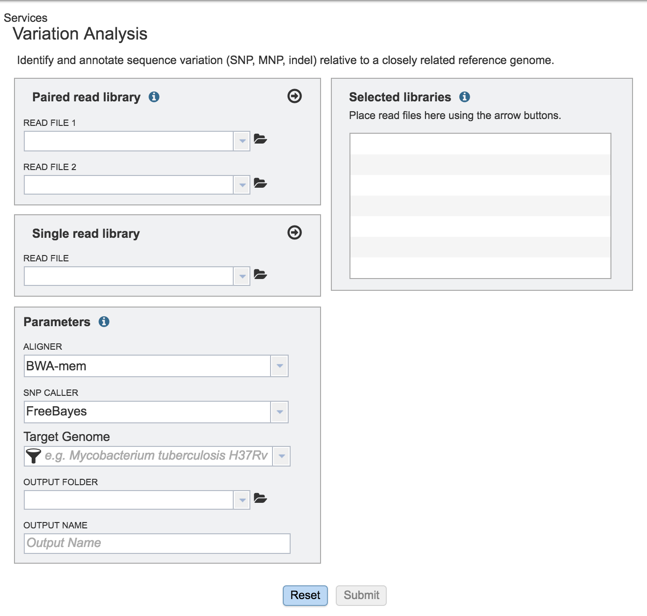 Services
Variation Analysis
Identify and annotate sequence variation (SNP, MNP, indel) relative to a closely related reference genome.
Paired read library
READ FILE 1
READ FILE 2
Single read library
READ FILE
Parameters
ALIGNER
BWA-mem
SNP CALLER
FreeBayes
Target Genome
e.g. Mycobacterium tuberculosis H37Rv
OUTPUT FOLDER
OUTPUT NAME
Output Name
Selected libraries
Place read files here using the arrow buttons.
Reset
Submit